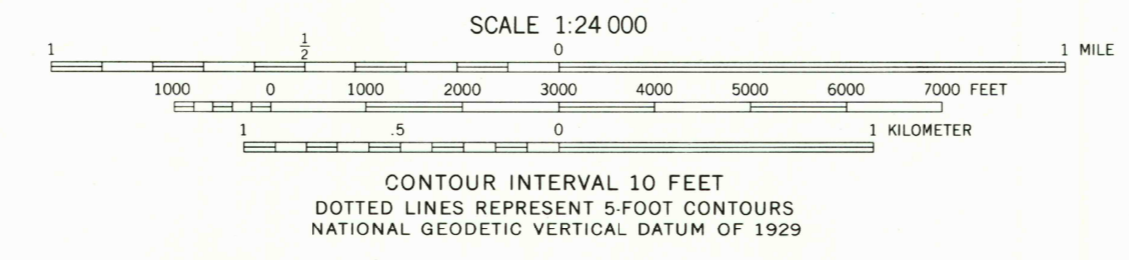 SCALE 1:24 000
1 1/2 0 1 MILE
1000 0 1000 2000 3000 4000 5000 6000 7000 FEET
1 .5 0 1 KILOMETER
CONTOUR INTERVAL 10 FEET
DOTTED LINES REPRESENT 5-FOOT CONTOURS
NATIONAL GEODETIC VERTICAL DATUM OF 1929